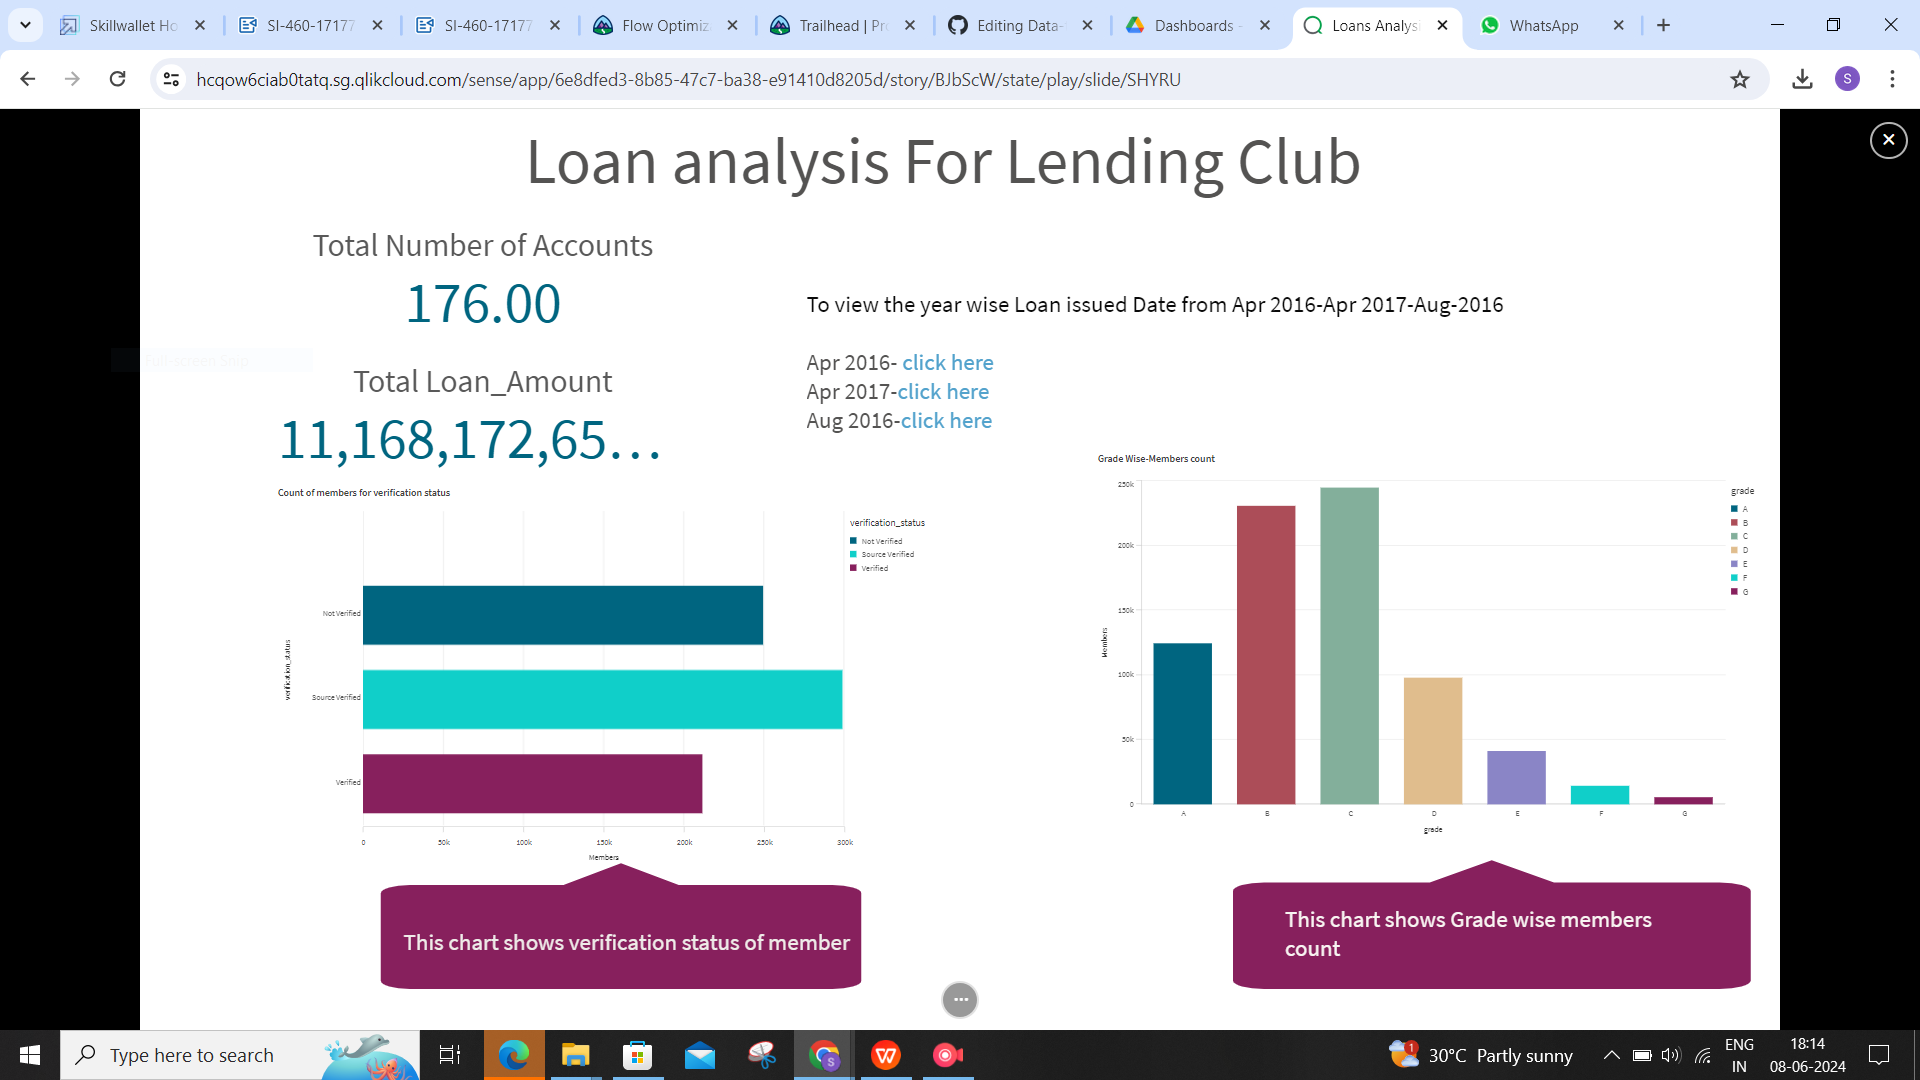 Skillwallet Ho
SI-460-17177
SI-460-17177
Flow Optimiz
Trailhead | Pr
Editing Data-
Dashboards -
Loans Analys
WhatsApp
hcqow6ciab0tatq.sg.qlikcloud.com/sense/app/6e8dfed3-8b85-47c7-ba38-e91410d8205d/story/BJbScW/state/play/slide/SHYRU
S
Loan analysis For Lending Club
Total Number of Accounts
176.00
To view the year wise Loan issued Date from Apr 2016-Apr 2017-Aug-2016
Full-screen Snip
Apr 2016- click here
Apr 2017-click here
Aug 2016-click here
Total Loan_Amount
11,168,172,65...
Count of members for verification status
verification_status
Not Verified
Source Verified
Verified
verification_status
Not Verified
Source Verified
Verified
0 50k 100k 150k 200k 250k 300k
Members
This chart shows verification status of member
Grade Wise-Members count
grade
A
B
C
D
E
F
G
Members
250k
200k
150k
100k
50k
0
A B C D E F G
grade
This chart shows Grade wise members
count
Type here to search
1
30°C Partly sunny
ENG
IN
18:14
08-06-2024